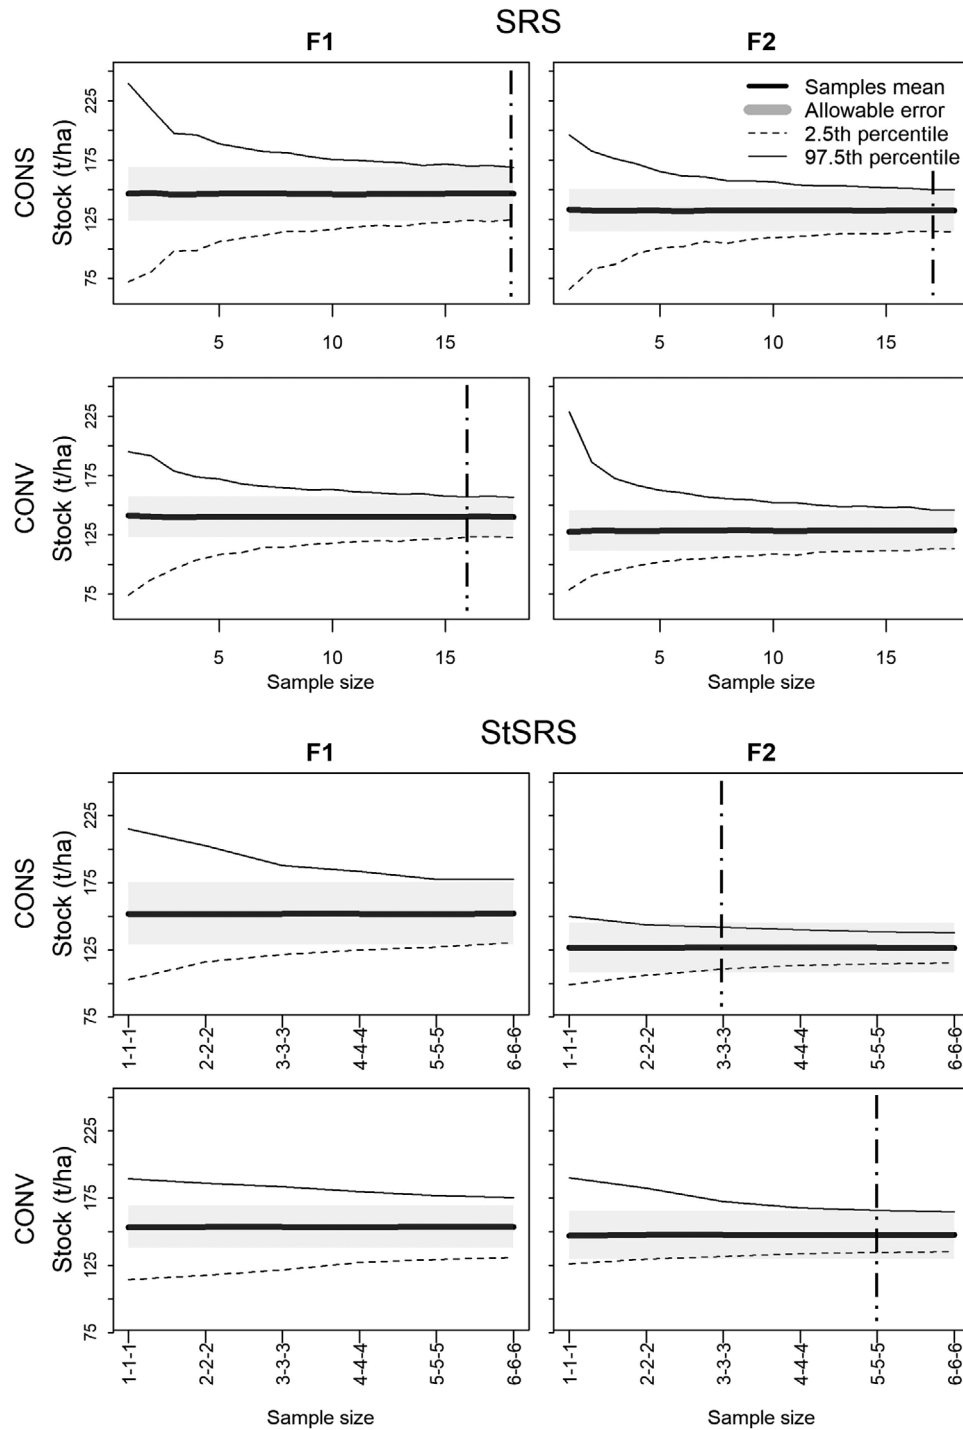 SRS
F1 F2
CONS
Stock (t/ha)
225
175
125
75
Samples mean
Allowable error
2.5th percentile
97.5th percentile
5 10 15
5 10 15
CONV
Stock (t/ha)
225
175
125
75
5 10 15
5 10 15
Sample size
Sample size
StSRS
F1 F2
CONS
Stock (t/ha)
225
175
125
75
1-1-1 2-2-2 3-3-3 4-4-4 5-5-5 6-6-6
1-1-1 2-2-2 3-3-3 4-4-4 5-5-5 6-6-6
CONV
Stock (t/ha)
225
175
125
75
1-1-1 2-2-2 3-3-3 4-4-4 5-5-5 6-6-6
1-1-1 2-2-2 3-3-3 4-4-4 5-5-5 6-6-6
Sample size
Sample size